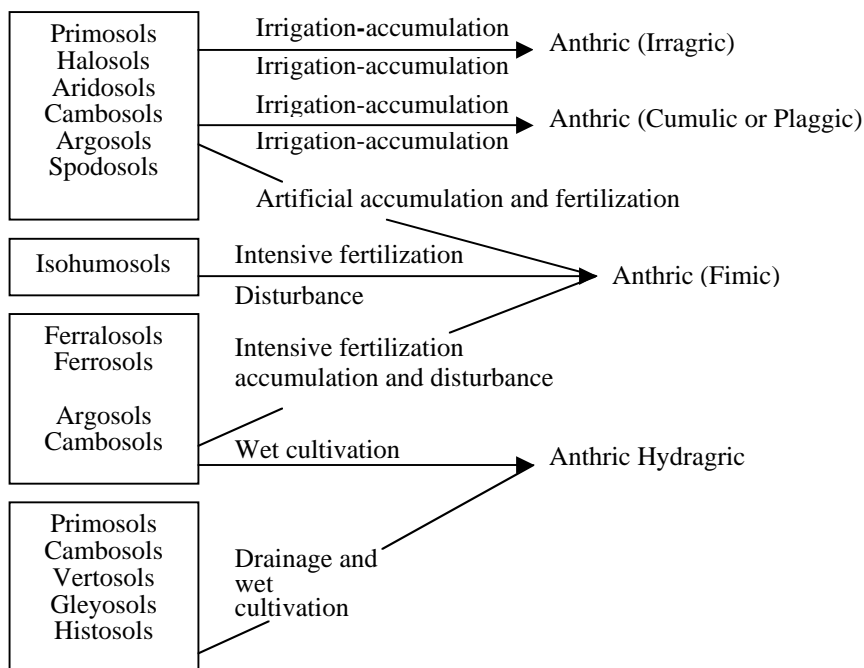 Primosols
Halosols
Aridosols
Cambosols
Argosols
Spodosols
Irrigation-accumulation
Irrigation-accumulation
Anthric (Irragric)
Irrigation-accumulation
Irrigation-accumulation
Anthric (Cumulic or Plaggic)
Artificial accumulation and fertilization
Isohumosols
Intensive fertilization
Disturbance
Anthric (Fimic)
Ferralosols
Ferrosols
Argosols
Cambosols
Intensive fertilization
accumulation and disturbance
Wet cultivation
Anthric Hydragric
Primosols
Cambosols
Vertosols
Gleyosols
Histosols
Drainage and
wet
cultivation